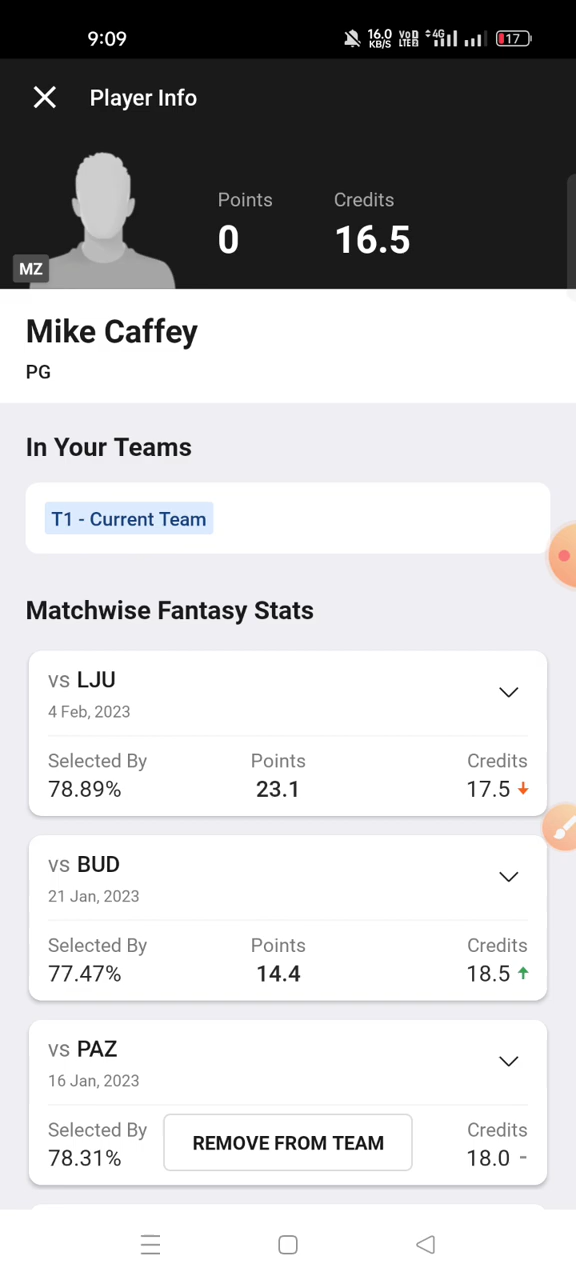 9:09
16.0 KB/S
VoD LTE
4G
17
Player Info
Points
Credits
0
16.5
MZ
Mike Caffey
PG
In Your Teams
T1 - Current Team
Matchwise Fantasy Stats
vs LJU
4 Feb, 2023
Selected By Points Credits
78.89% 23.1 17.5
vs BUD
21 Jan, 2023
Selected By Points Credits
77.47% 14.4 18.5
vs PAZ
16 Jan, 2023
Selected By Credits
REMOVE FROM TEAM
78.31% 18.0 -